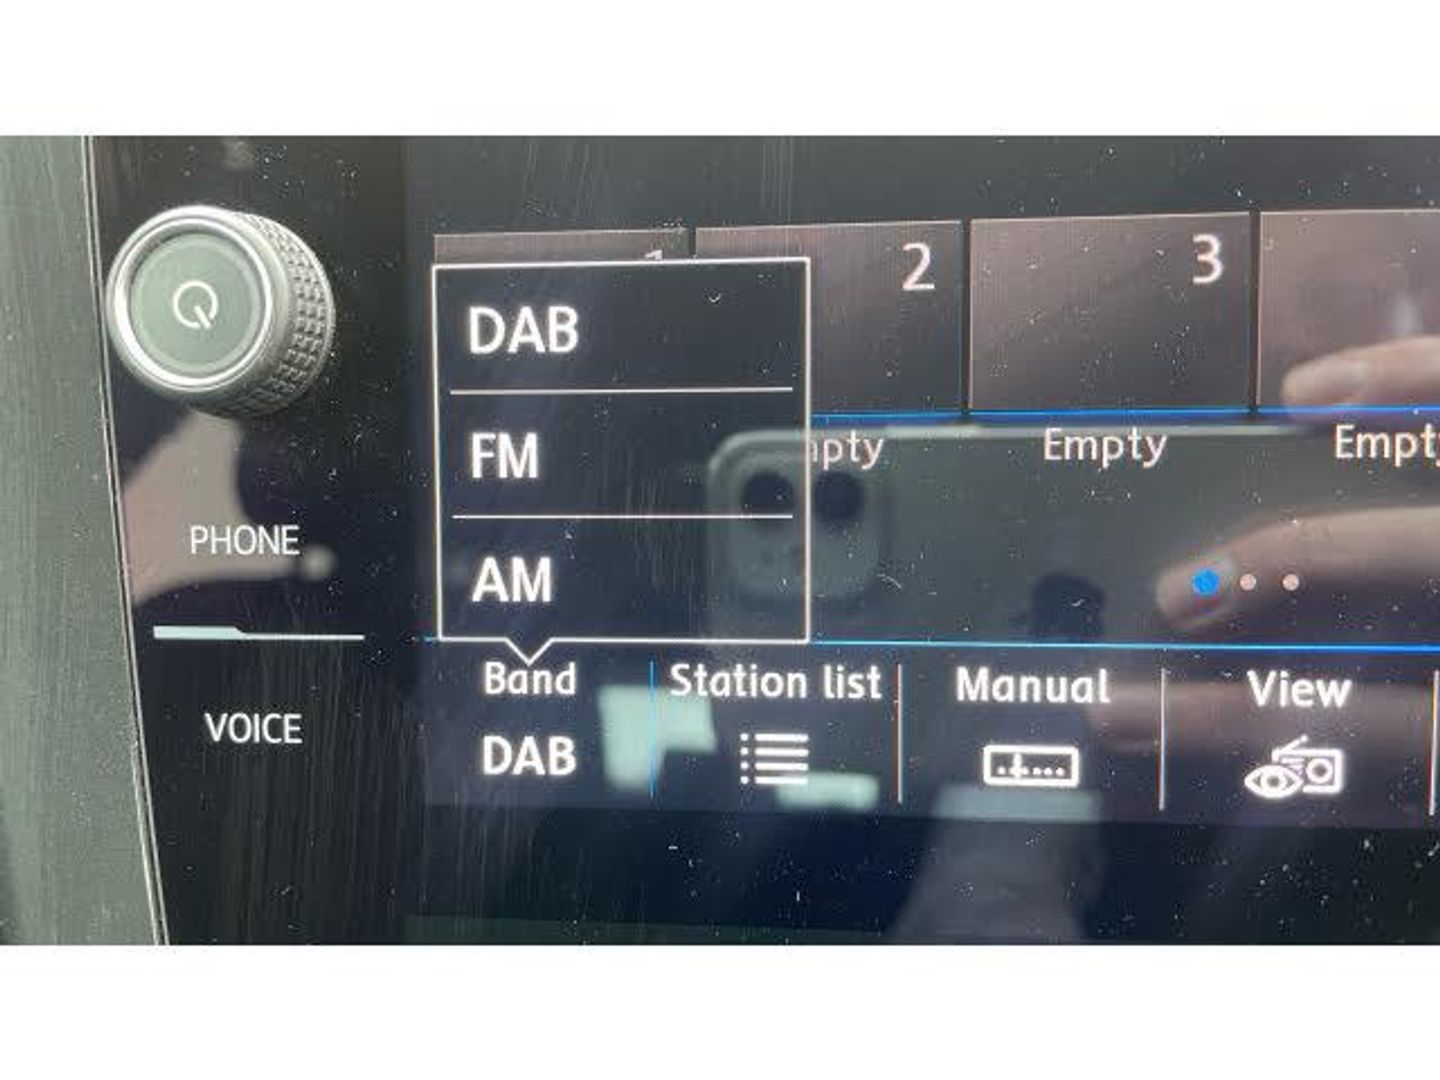 2
3
DAB
Empty
FM
PHONE
AM
Band
Station list
Manual
View
VOICE
DAB